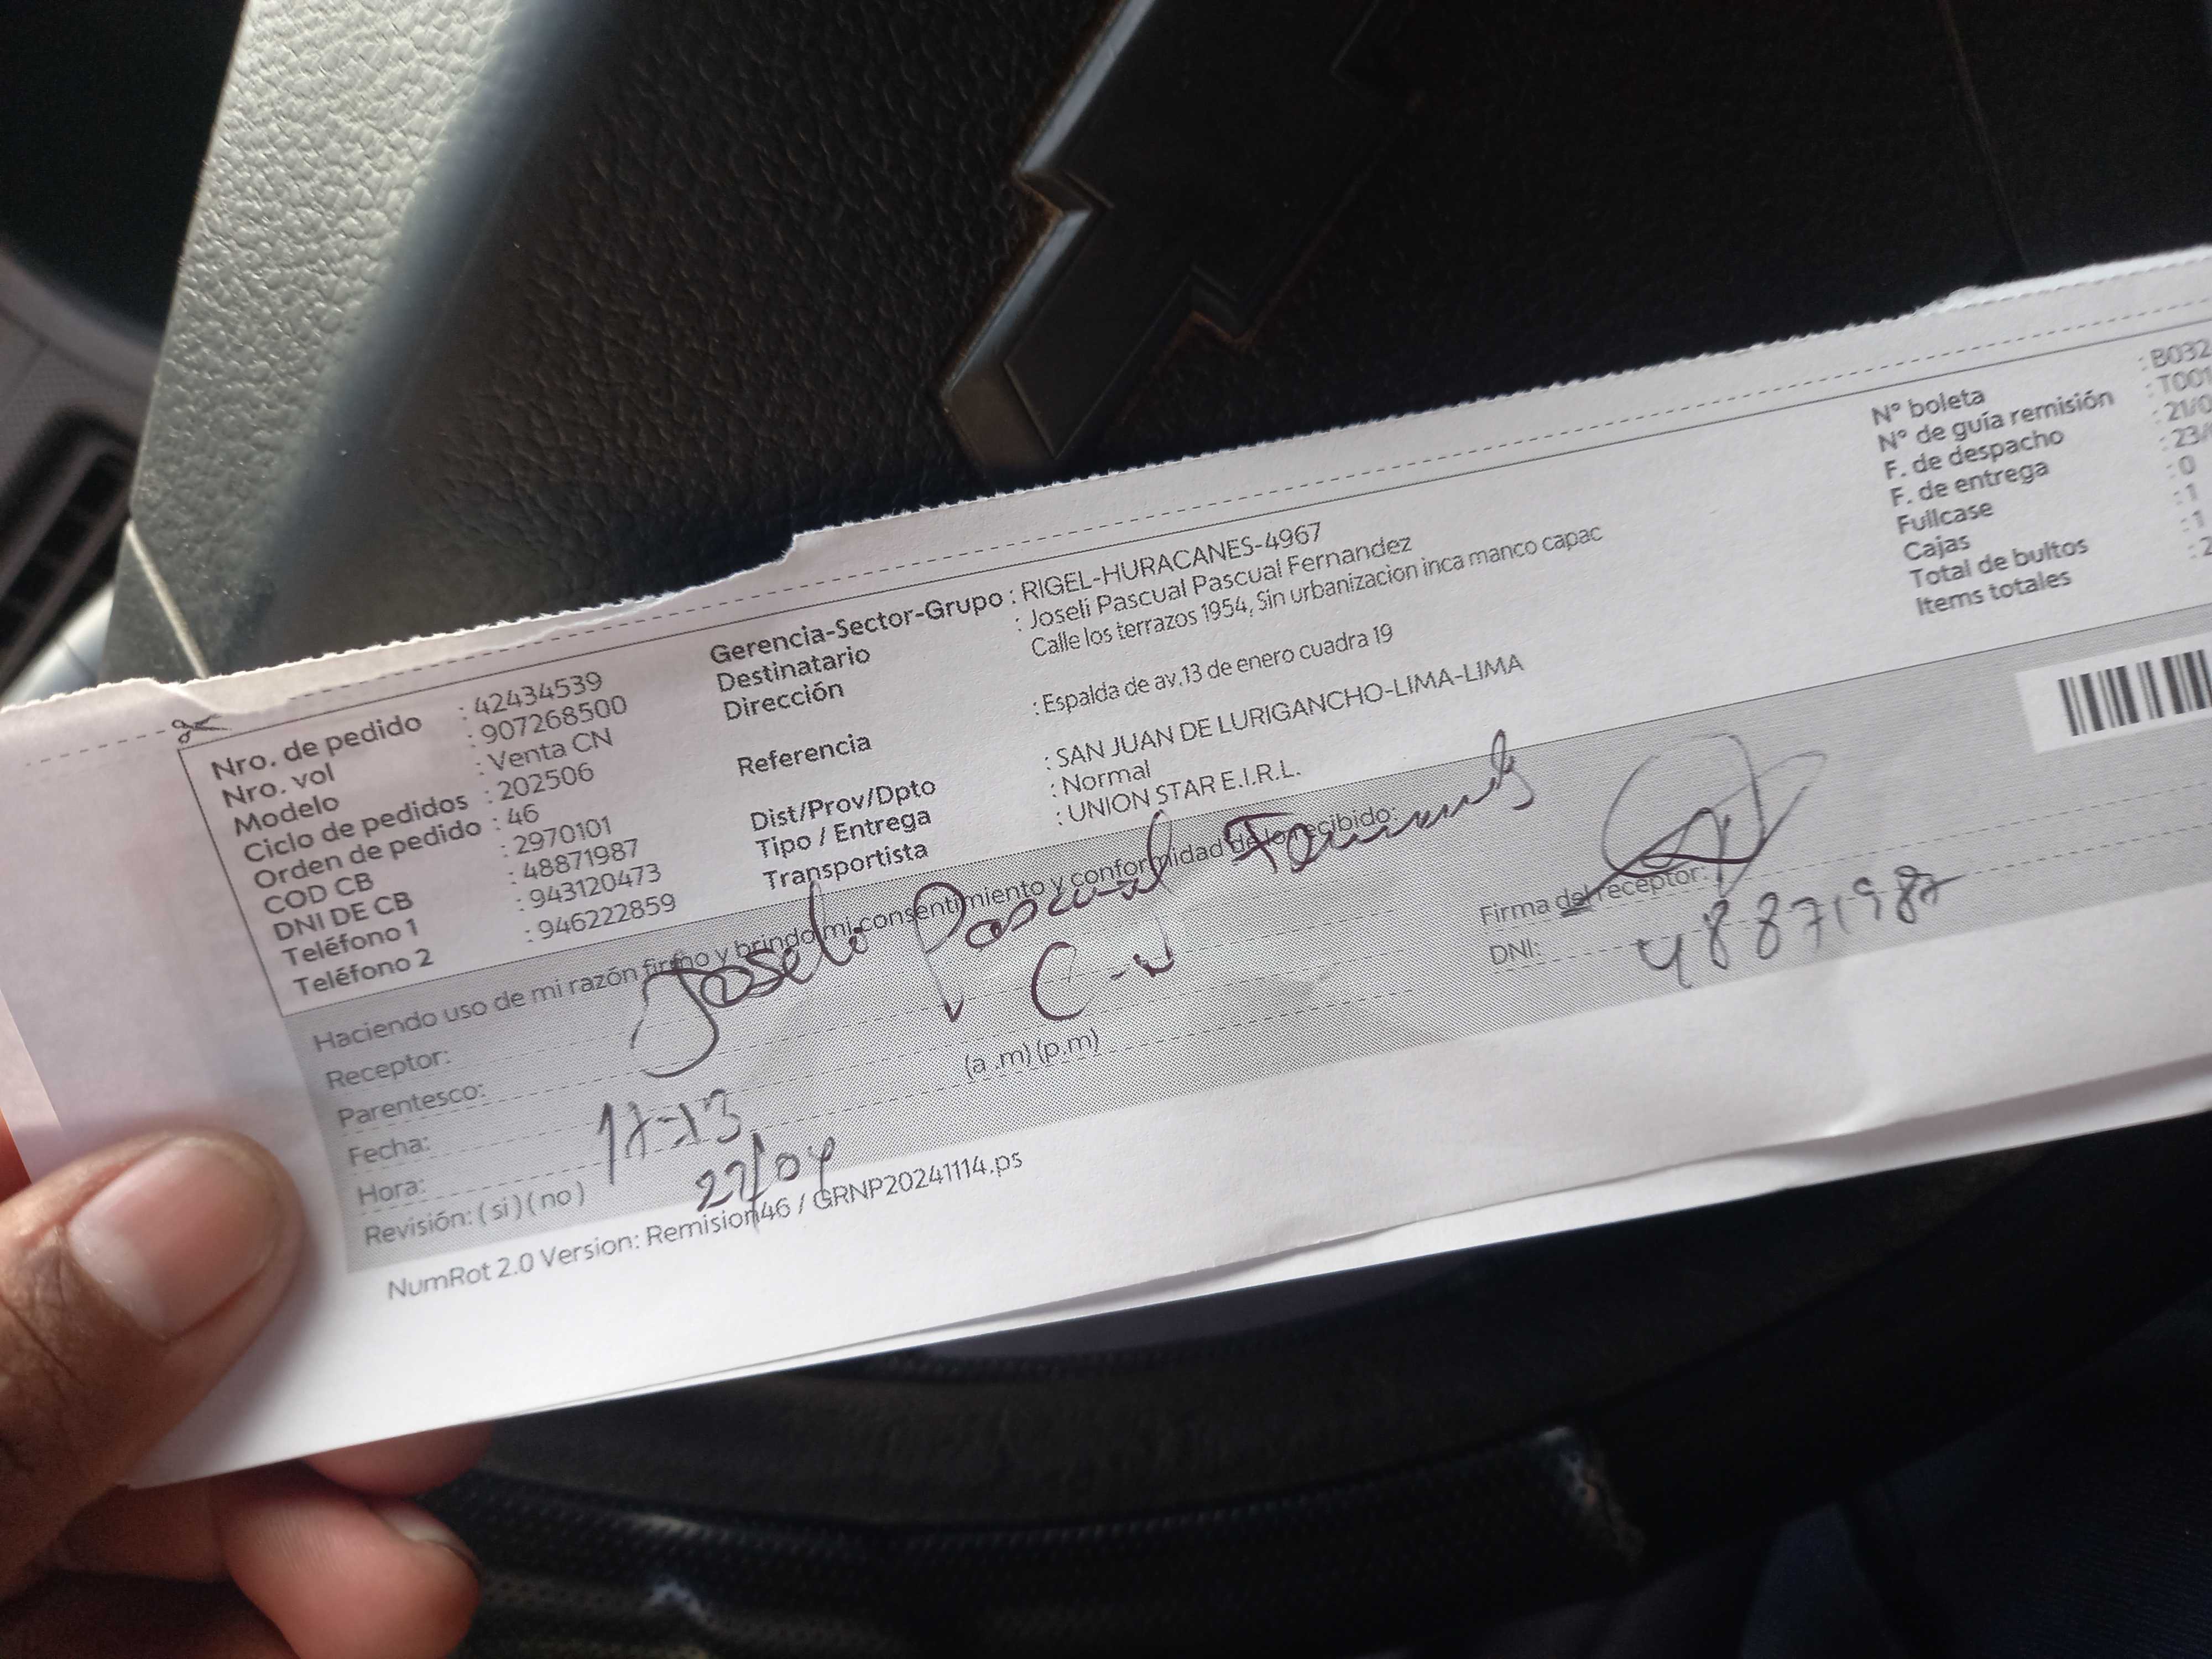 Nro. de pedido : 42434539
Nro. vol : 907268500
Modelo : Venta CN
Ciclo de pedidos : 202506
Orden de pedido : 46
COD CB : 2970101
DNI DE CB : 48871987
Teléfono 1 : 943120473
Teléfono 2 : 946222859
Gerencia-Sector-Grupo : RIGEL-HURACANES-4967
Destinatario : Joseli Pascual Pascual Fernandez
Dirección Calle los terrazos 1954, Sin urbanizacion inca manco capac
Referencia : Espalda de av.13 de enero cuadra 19
Dist/Prov/Dpto : SAN JUAN DE LURIGANCHO-LIMA-LIMA
Tipo / Entrega : Normal
Transportista : UNION STAR E.I.R.L.
N° boleta : B032
N° de guía remisión : T001
F. de despacho : 21/0
F. de entrega : 23/
Fullcase : 0
Cajas : 1
Total de bultos : 1
Items totales : 2
Haciendo uso de mi razón firmo y brindo mi consentimiento y conformidad de lo recibido:
Receptor: Joseli Pascual
Parentesco:
Fecha: 17:13
Hora: 22/04
(a .m) (p.m)
Revisión: ( si ) ( no )
Firma del receptor:
DNI: 48871987
NumRot 2.0 Version: Remision46 / GRNP20241114.ps